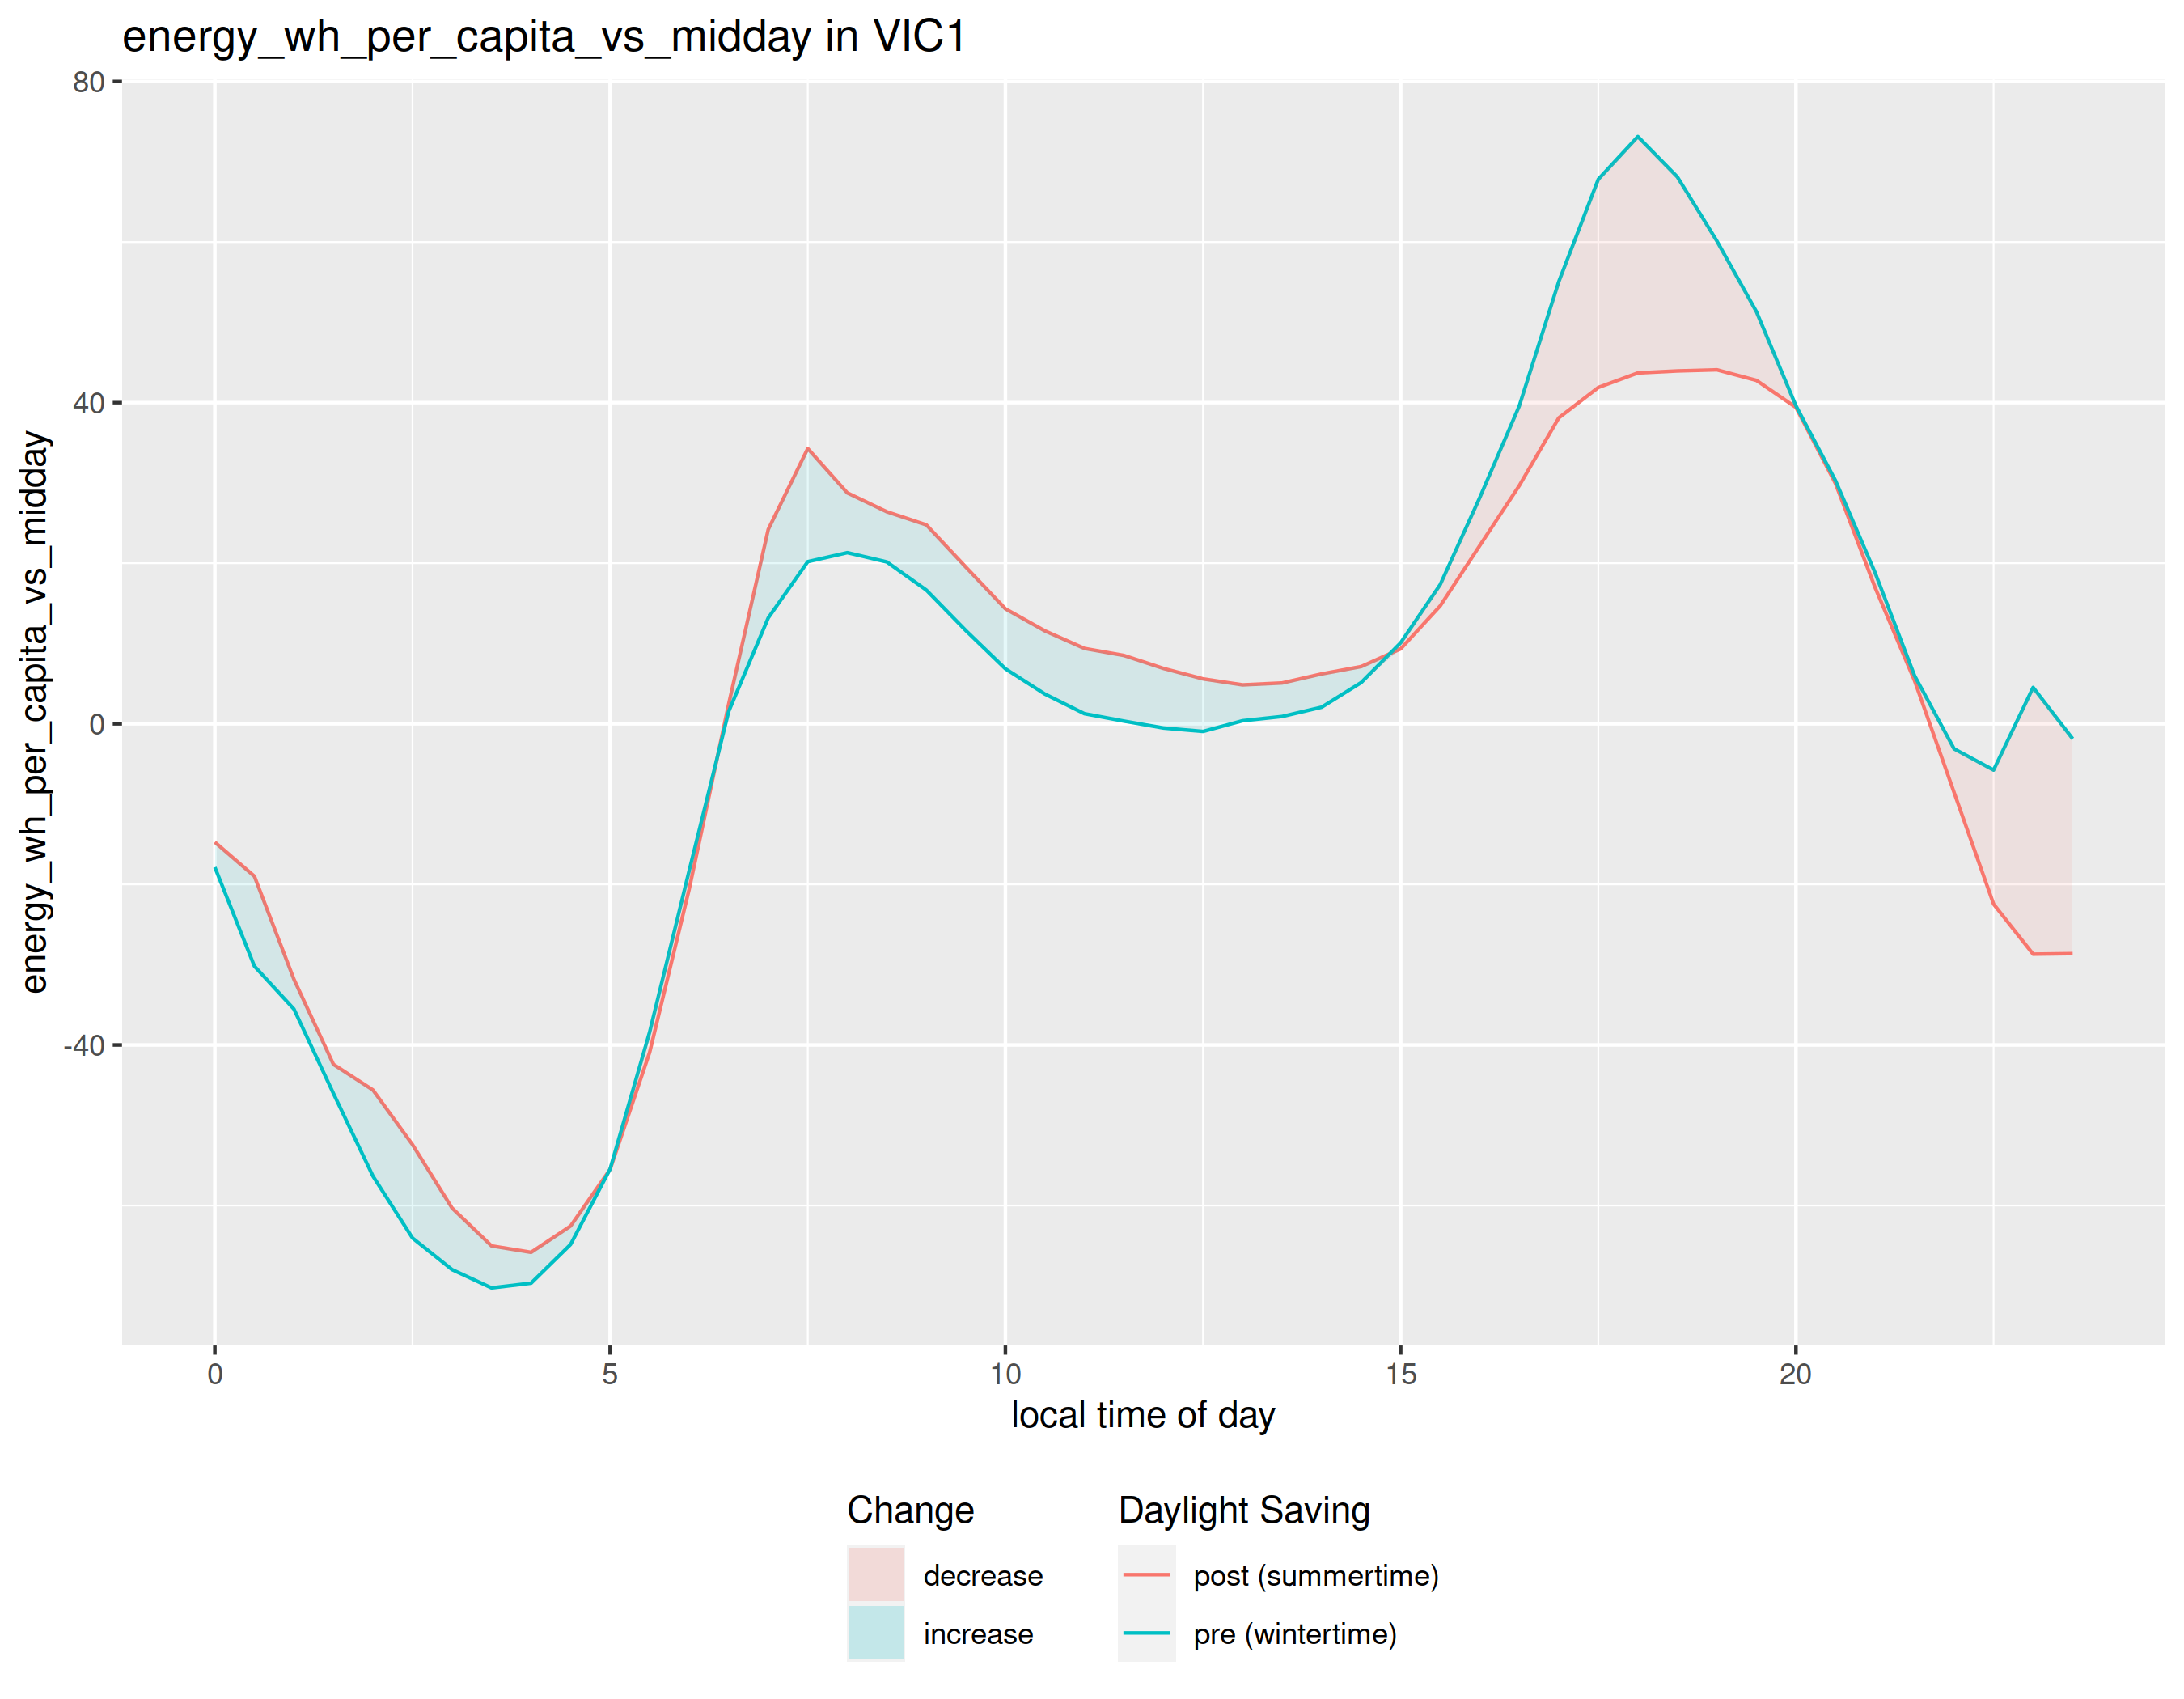 energy_wh_per_capita_vs_midday in VIC1
energy_wh_per_capita_vs_midday
80
40
0
-40
0 5 10 15 20
local time of day
Change
decrease
increase
Daylight Saving
post (summertime)
pre (wintertime)